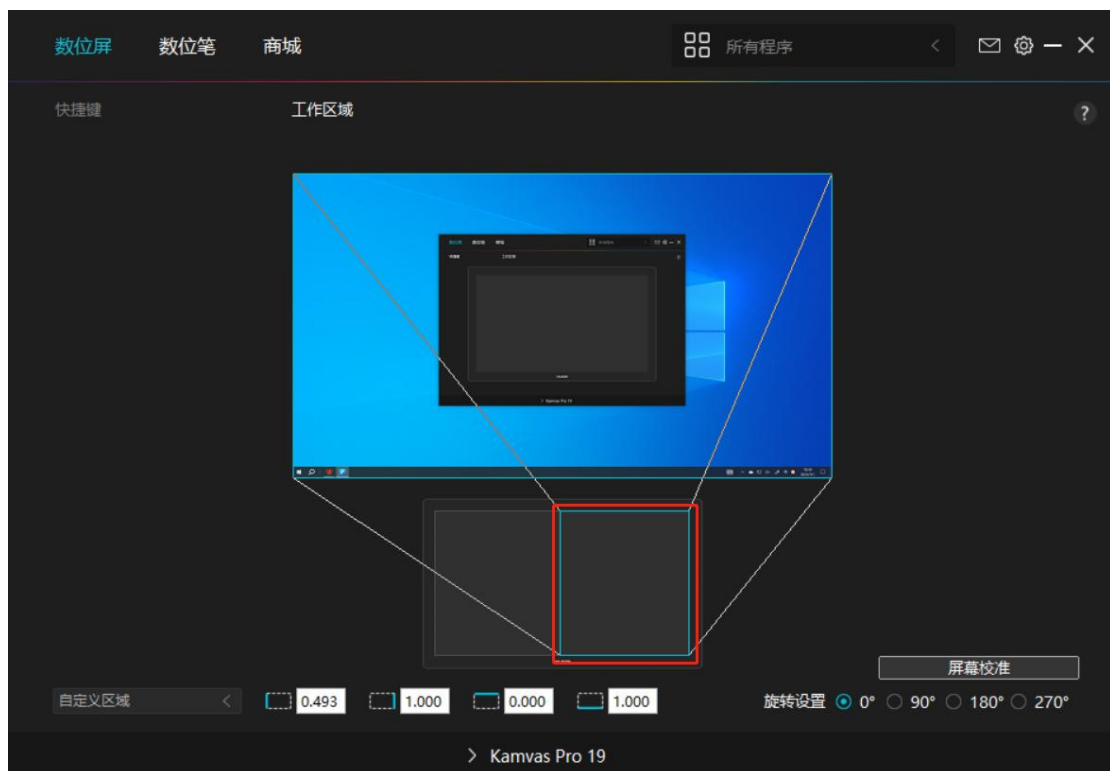 数位屏 数位笔 商城 所有程序
快捷键 工作区域 ?
屏幕校准
自定义区域 0.493 1.000 0.000 1.000 旋转设置 0° 90° 180° 270°
Kamvas Pro 19